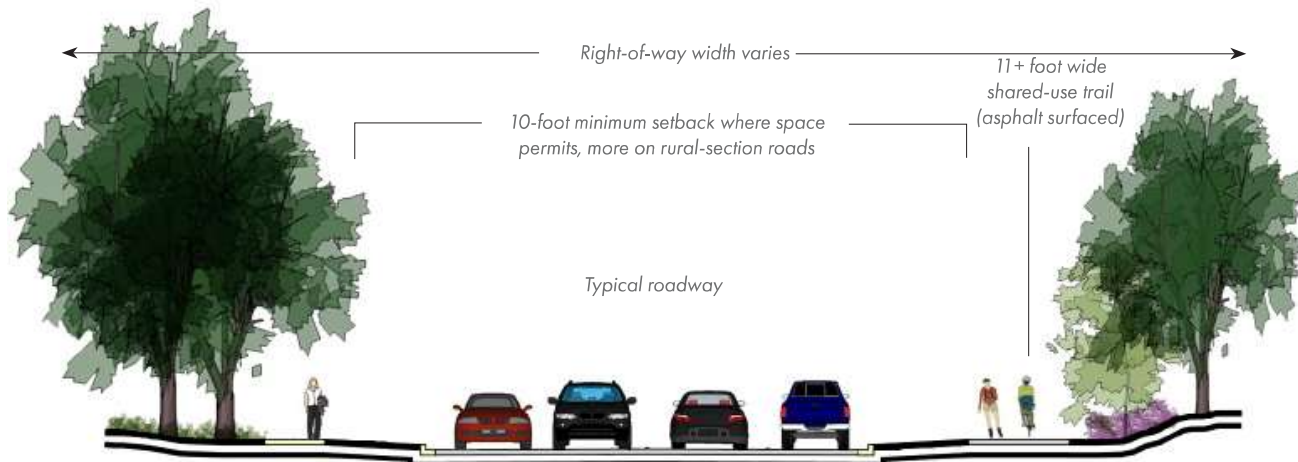 Right-of-way width varies
11+ foot wide
shared-use trail
(asphalt surfaced)
10-foot minimum setback where space
permits, more on rural-section roads
Typical roadway